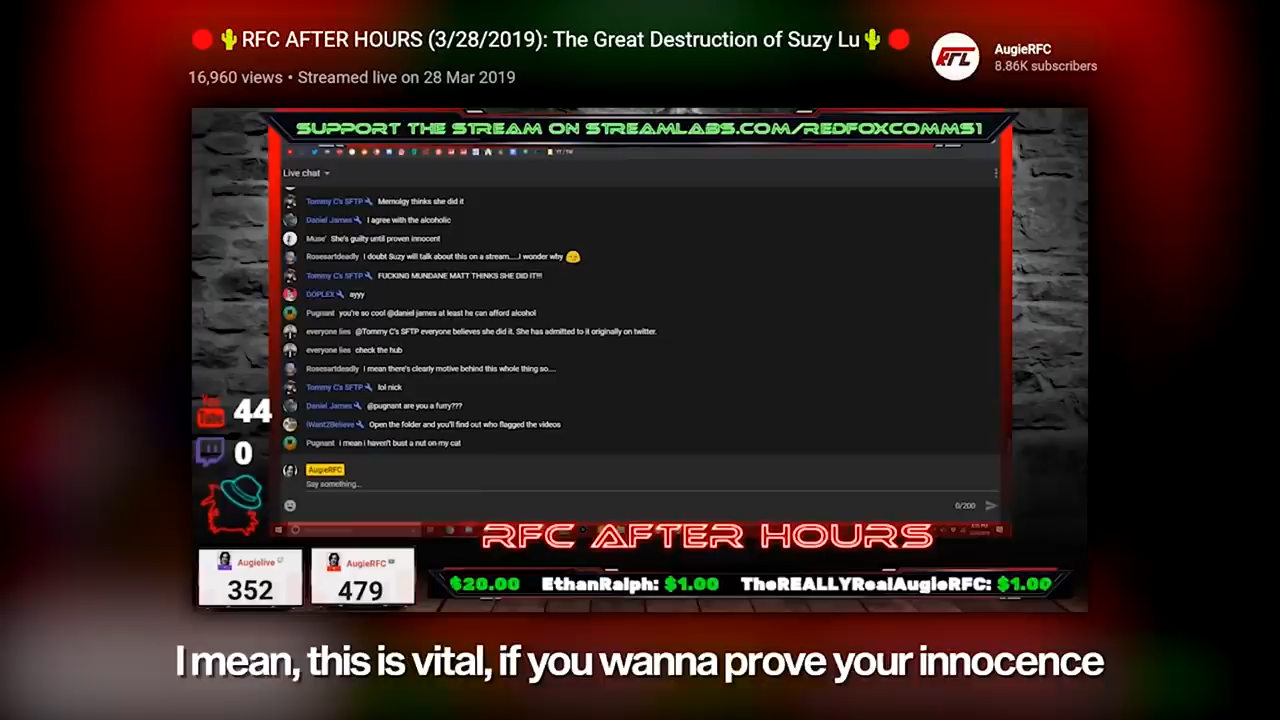 RFC AFTER HOURS (3/28/2019): The Great Destruction of Suzy Lu
16,960 views • Streamed live on 28 Mar 2019
RFC
AugieRFC
8.86K subscribers
SUPPORT THE STREAM ON STREAMLABS.COM/REDFOXCOMMS1
Live chat
Tommy C's SFTP Memolgy thinks she did it
Daniel James I agree with the alcoholic
Muse' She's guilty until proven innocent
Rosesartdeadly I doubt Suzy will talk about this on a stream.....I wonder why
Tommy C's SFTP FUCKING MUNDANE MATT THINKS SHE DID IT!!!
DOPLEX ayyy
Pugnant you're so cool @daniel james at least he can afford alcohol
everyone lies @Tommy C's SFTP everyone believes she did it. She has admitted to it originally on twitter.
everyone lies check the hub
Rosesartdeadly I mean there's clearly motive behind this whole thing so....
Tommy C's SFTP lol nick
Daniel James @pugnant are you a furry???
IWant2Believe Open the folder and you'll find out who flagged the videos
Pugnant i mean i haven't bust a nut on my cat
AugieRFC
Say something...
0/200
You
Tube
44
0
RFC AFTER HOURS
Augielive
352
AugieRFC
479
$20.00 EthanRalph: $1.00 TheREALLYRealAugieRFC: $1.00
I mean, this is vital, if you wanna prove your innocence